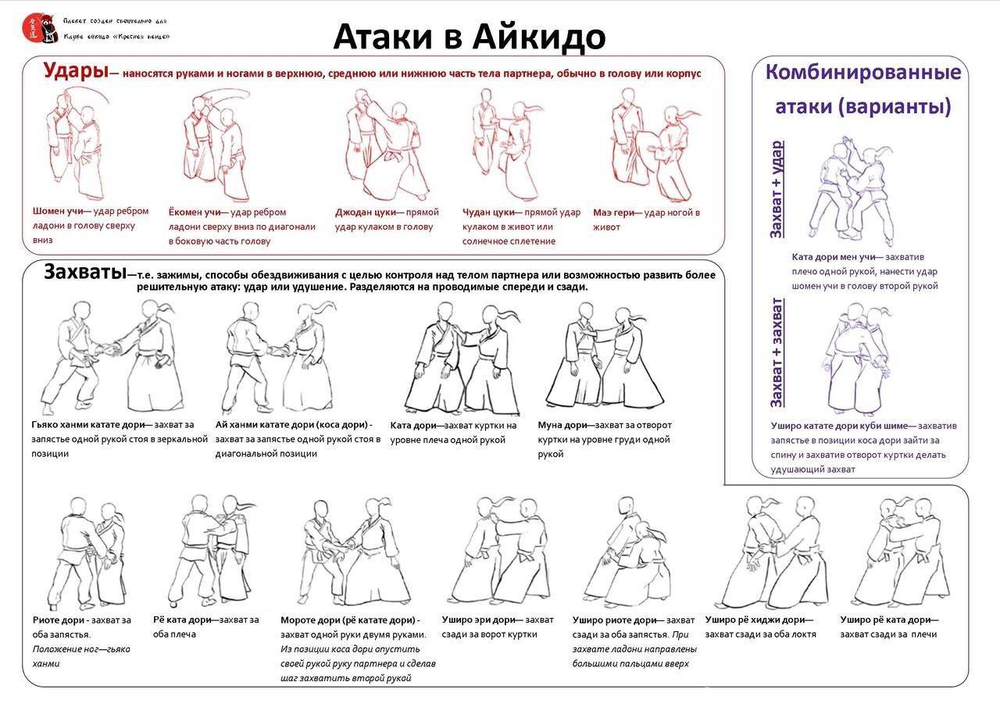 Плакат создан специально для
Клуба айкидо «Красная панда»
Атаки в Айкидо
Удары— наносятся руками и ногами в верхнюю, среднюю или нижнюю часть тела партнера, обычно в голову или корпус
Шомен учи— удар ребром
ладони в голову сверху
вниз
Ёкомен учи— удар ребром
ладони сверху вниз по диагонали
в боковую часть голову
Джодан цуки— прямой
удар кулаком в голову
Чудан цуки— прямой удар
кулаком в живот или
солнечное сплетение
Маэ гери— удар ногой в
живот
Комбинированные
атаки (варианты)
Захват + удар
Ката дори мен учи— захватив
плечо одной рукой, нанести удар
шомен учи в голову второй рукой
Захват + захват
Уширо катате дори куби шиме— захватив
запястье в позиции коса дори зайти за
спину и захватив отворот куртки делать
удушающий захват
Захваты—т.е. зажимы, способы обездвиживания с целью контроля над телом партнера или возможностью развить более
решительную атаку: удар или удушение. Разделяются на проводимые спереди и сзади.
Гьяко ханми катате дори— захват за
запястье одной рукой стоя в зеркальной
позиции
Ай ханми катате дори (коса дори) -
захват за запястье одной рукой стоя в
диагональной позиции
Ката дори—захват куртки на
уровне плеча одной рукой
Муна дори—захват за отворот
куртки на уровне груди одной
рукой
Риоте дори - захват за
оба запястья.
Положение ног—гьяко
ханми
Рё ката дори—захват за
оба плеча
Мороте дори (рё катате дори) -
захват одной руки двумя руками.
Из позиции коса дори опустить
своей рукой руку партнера и сделав
шаг захватить второй рукой
Уширо эри дори— захват
сзади за ворот куртки
Уширо риоте дори— захват
сзади за оба запястья. При
захвате ладони направлены
большими пальцами вверх
Уширо рё хиджи дори—
захват сзади за оба локтя
Уширо рё ката дори—
захват сзади за плечи